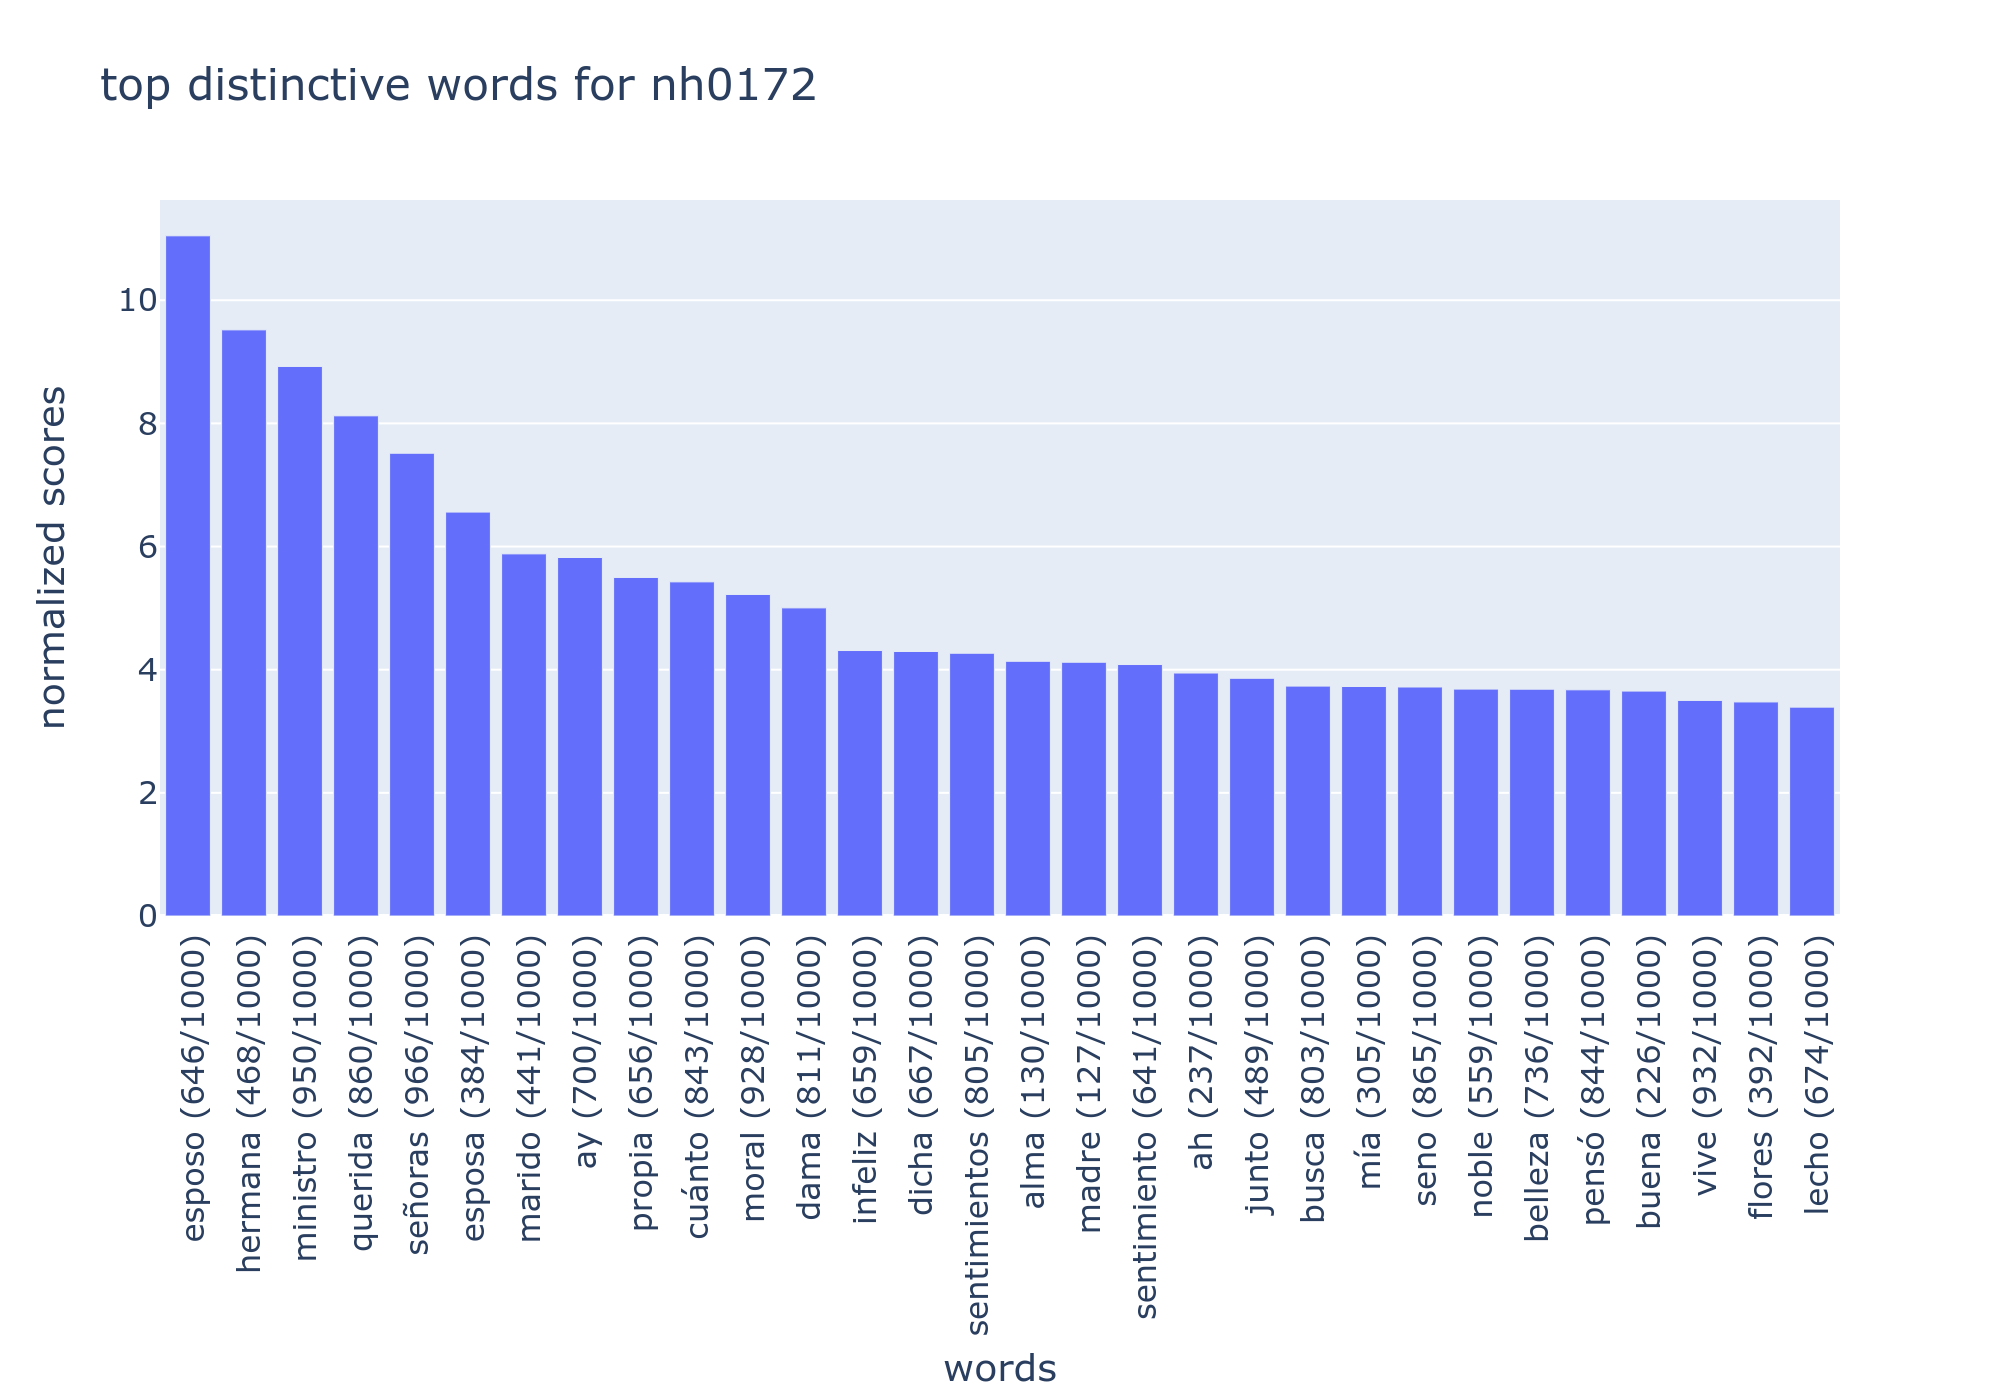 top distinctive words for nh0172
normalized scores
10
8
6
4
2
0
esposo (646/1000)
hermana (468/1000)
ministro (950/1000)
querida (860/1000)
señoras (966/1000)
esposa (384/1000)
marido (441/1000)
ay (700/1000)
propia (656/1000)
cuánto (843/1000)
moral (928/1000)
dama (811/1000)
infeliz (659/1000)
dicha (667/1000)
sentimientos (805/1000)
alma (130/1000)
madre (127/1000)
sentimiento (641/1000)
ah (237/1000)
junto (489/1000)
busca (803/1000)
mía (305/1000)
seno (865/1000)
noble (559/1000)
belleza (736/1000)
pensó (844/1000)
buena (226/1000)
vive (932/1000)
flores (392/1000)
lecho (674/1000)
words